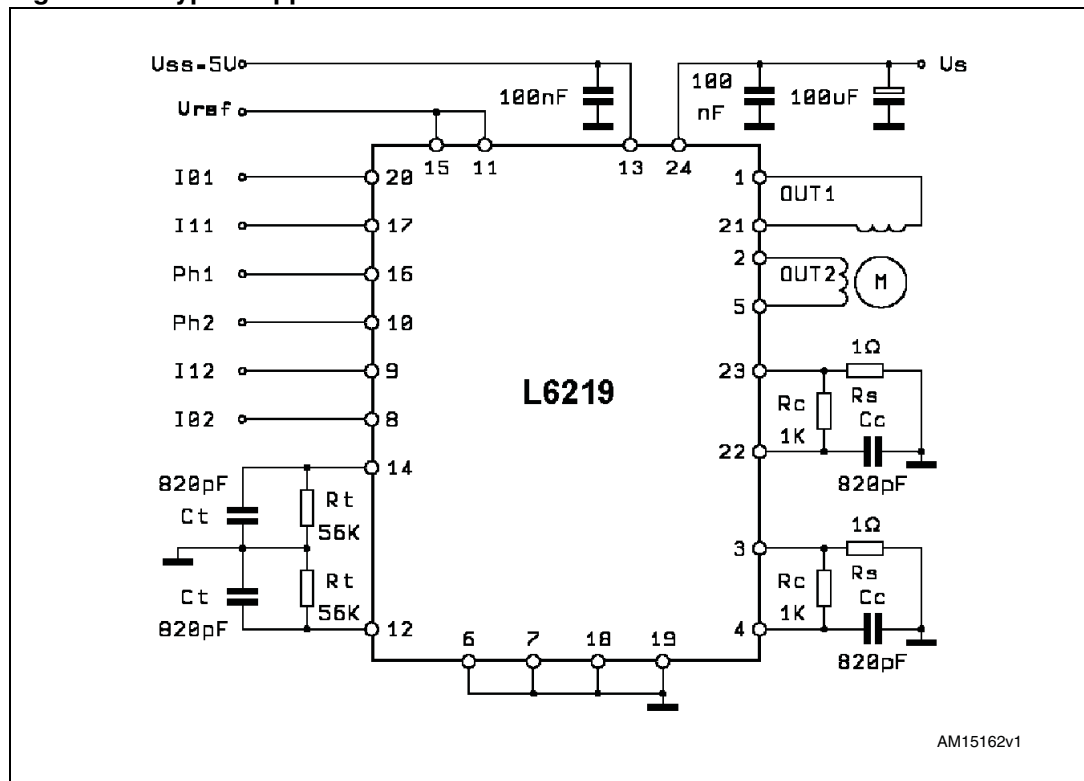 Uss-5V
Vref
100nF
100
nF
100uF
Us
15
11
13
24
I01
20
I11
17
Ph1
16
Ph2
10
I12
9
I02
8
L6219
1
OUT1
21
2
OUT2
M
5
23
1Ω
Rs
Rc
1K
Cc
22
820pF
14
820pF
Ct
Rt
56K
Ct
820pF
Rt
56K
12
3
1Ω
Rs
Rc
1K
Cc
4
820pF
6
7
18
19
AM15162v1